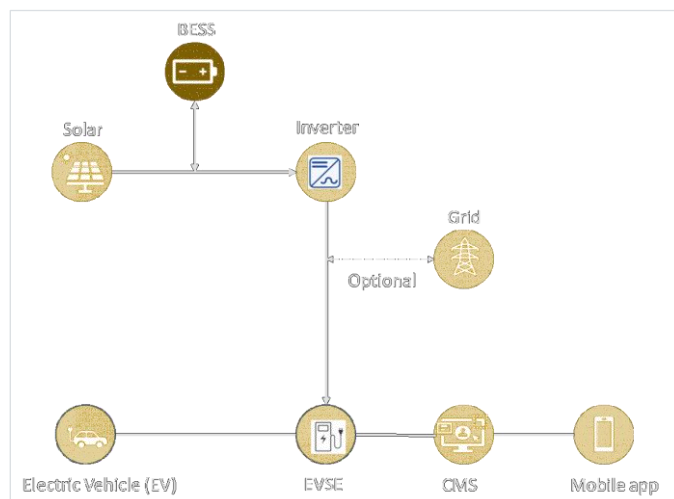 BESS
Solar
Inverter
Grid
Optional
Electric Vehicle (EV)
EVSE
CMS
Mobile app